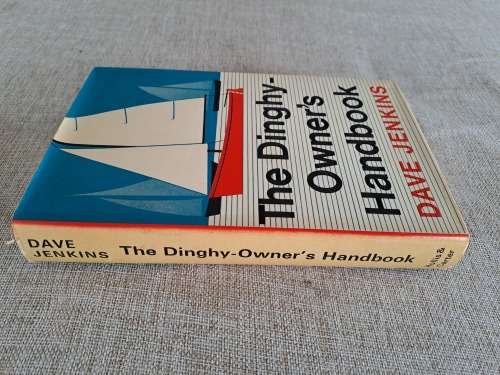 The Dinghy-
Owner's
Handbook
DAVE JENKINS
DAVE
JENKINS
The Dinghy-Owner's Handbook
&